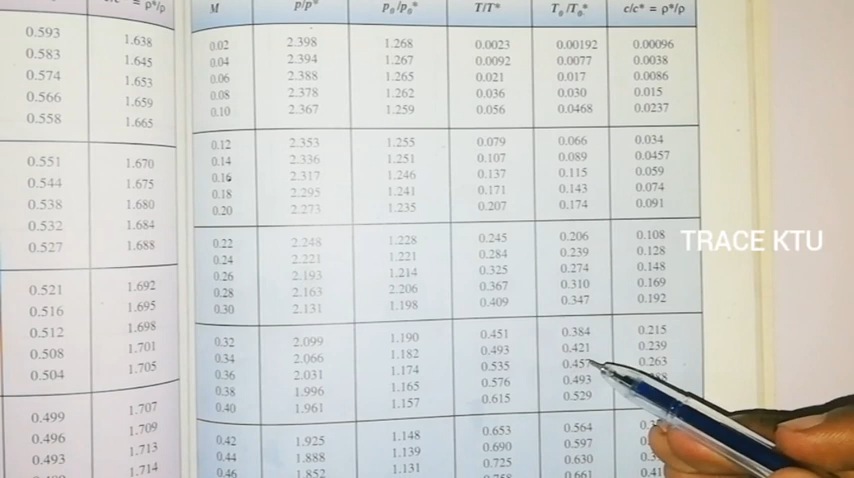 c/c* = ρ*/ρ
0.593 1.638
0.583 1.645
0.574 1.653
0.566 1.659
0.558 1.665
0.551 1.670
0.544 1.675
0.538 1.680
0.532 1.684
0.527 1.688
0.521 1.692
0.516 1.695
0.512 1.698
0.508 1.701
0.504 1.705
0.499 1.707
0.496 1.709
0.493 1.713
1.714
M p/p* p₀/p₀* T/T* T₀/T₀* c/c* = ρ*/ρ
0.02 2.398 1.268 0.0023 0.00192 0.00096
0.04 2.394 1.267 0.0092 0.0077 0.0038
0.06 2.388 1.265 0.021 0.017 0.0086
0.08 2.378 1.262 0.036 0.030 0.015
0.10 2.367 1.259 0.056 0.0468 0.0237
0.12 2.353 1.255 0.079 0.066 0.034
0.14 2.336 1.251 0.107 0.089 0.0457
0.16 2.317 1.246 0.137 0.115 0.059
0.18 2.295 1.241 0.171 0.143 0.074
0.20 2.273 1.235 0.207 0.174 0.091
0.22 2.248 1.228 0.245 0.206 0.108
0.24 2.221 1.221 0.284 0.239 0.128
0.26 2.193 1.214 0.325 0.274 0.148
0.28 2.163 2.206 0.367 0.310 0.169
0.30 2.131 1.198 0.409 0.347 0.192
0.32 2.099 1.190 0.451 0.384 0.215
0.34 2.066 1.182 0.493 0.421 0.239
0.36 2.031 1.174 0.535 0.457 0.263
0.38 1.996 1.165 0.576 0.493
0.40 1.961 1.157 0.615 0.529
0.42 1.925 1.148 0.653 0.564
0.44 1.888 1.139 0.690 0.597
0.46 1.852 1.131 0.725 0.630
0.661
TRACE KTU